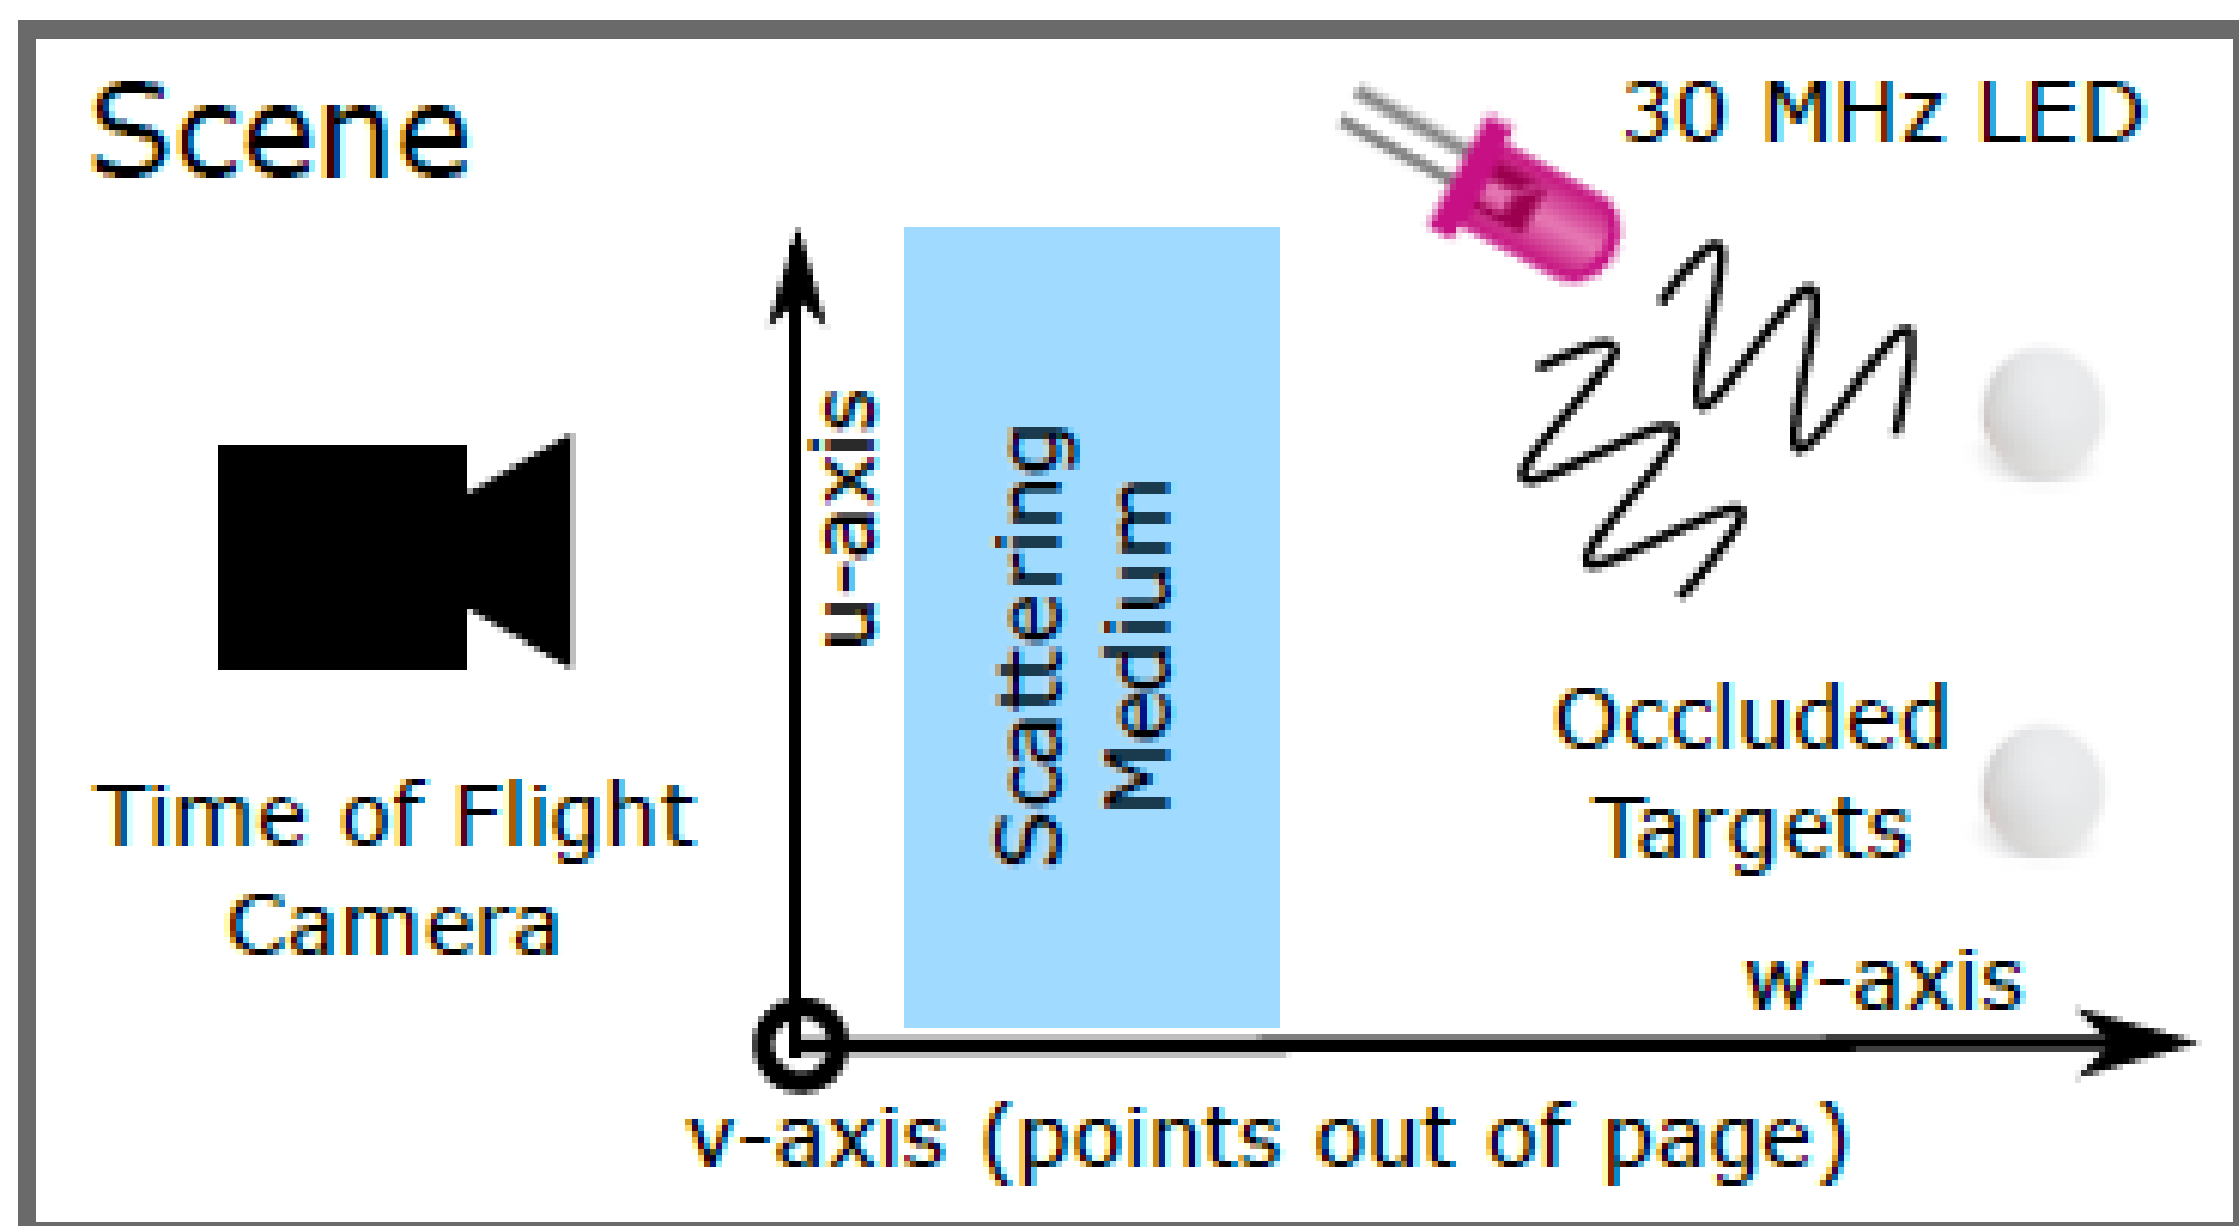 Scene
30 MHz LED
u-axis
Scattering
Medium
Time of Flight
Camera
Occluded
Targets
w-axis
v-axis (points out of page)